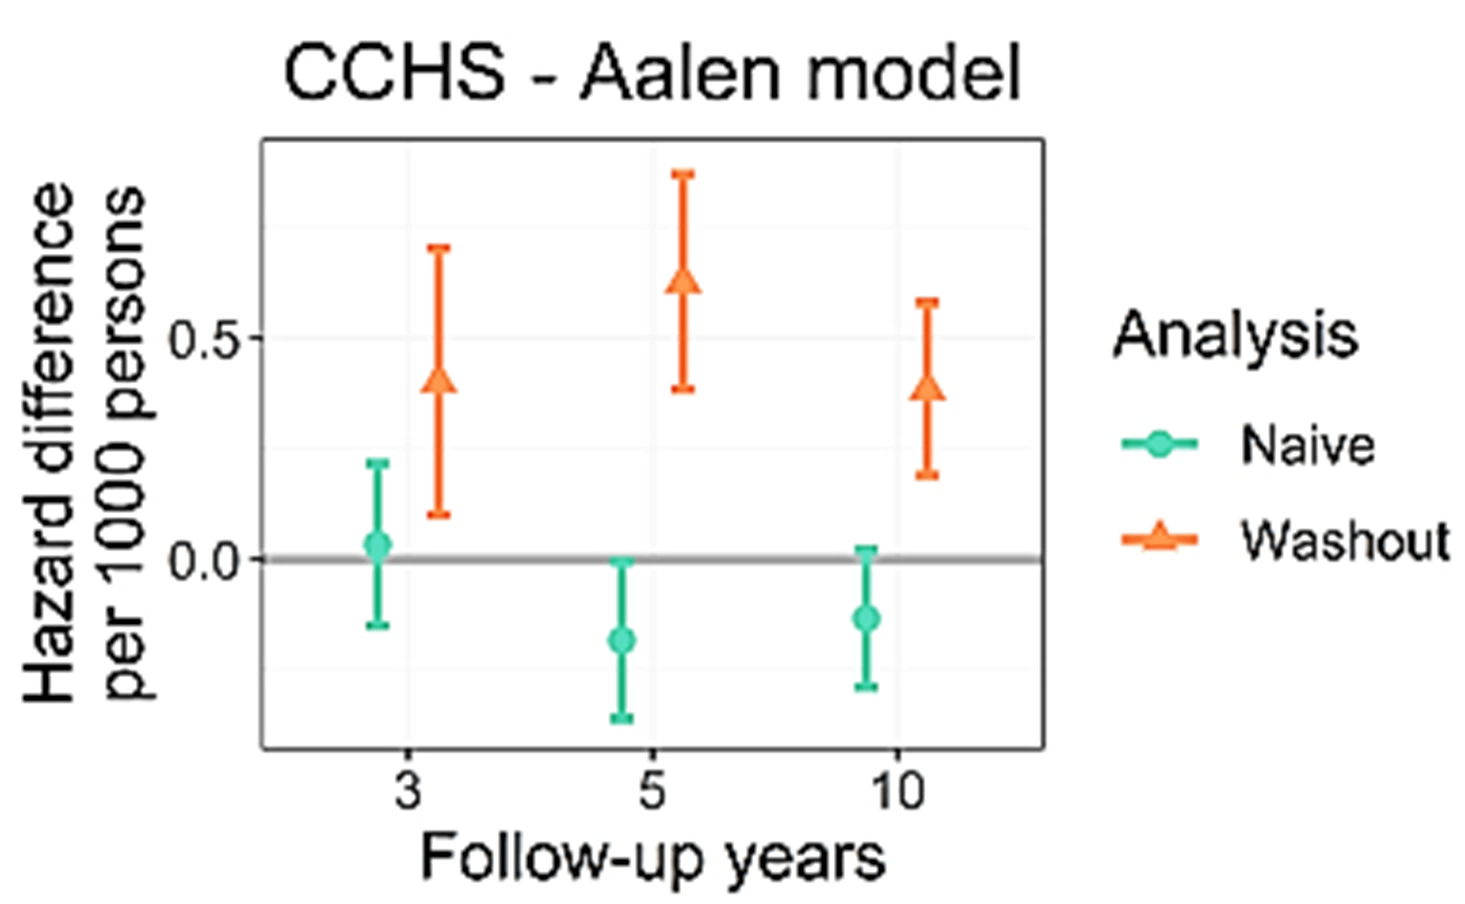 CCHS - Aalen model
Hazard difference
per 1000 persons
0.5
0.0
3
5
10
Follow-up years
Analysis
Naive
Washout